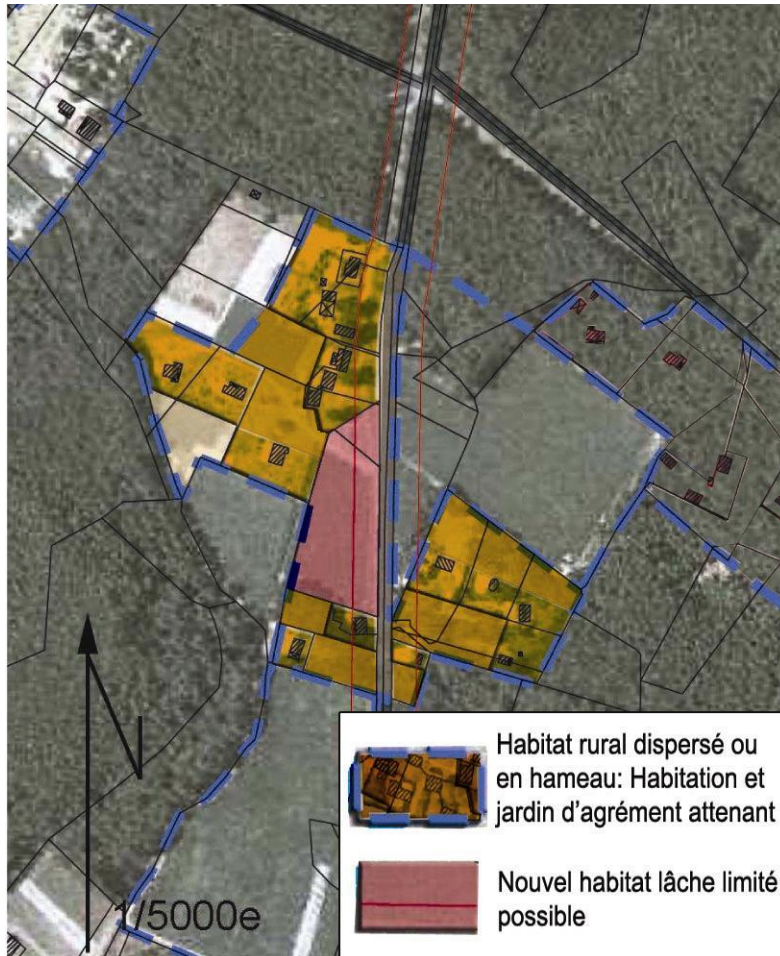 1/5000e
Habitat rural dispersé ou
en hameau: Habitation et
jardin d'agrément attenant
Nouvel habitat lâche limité
possible